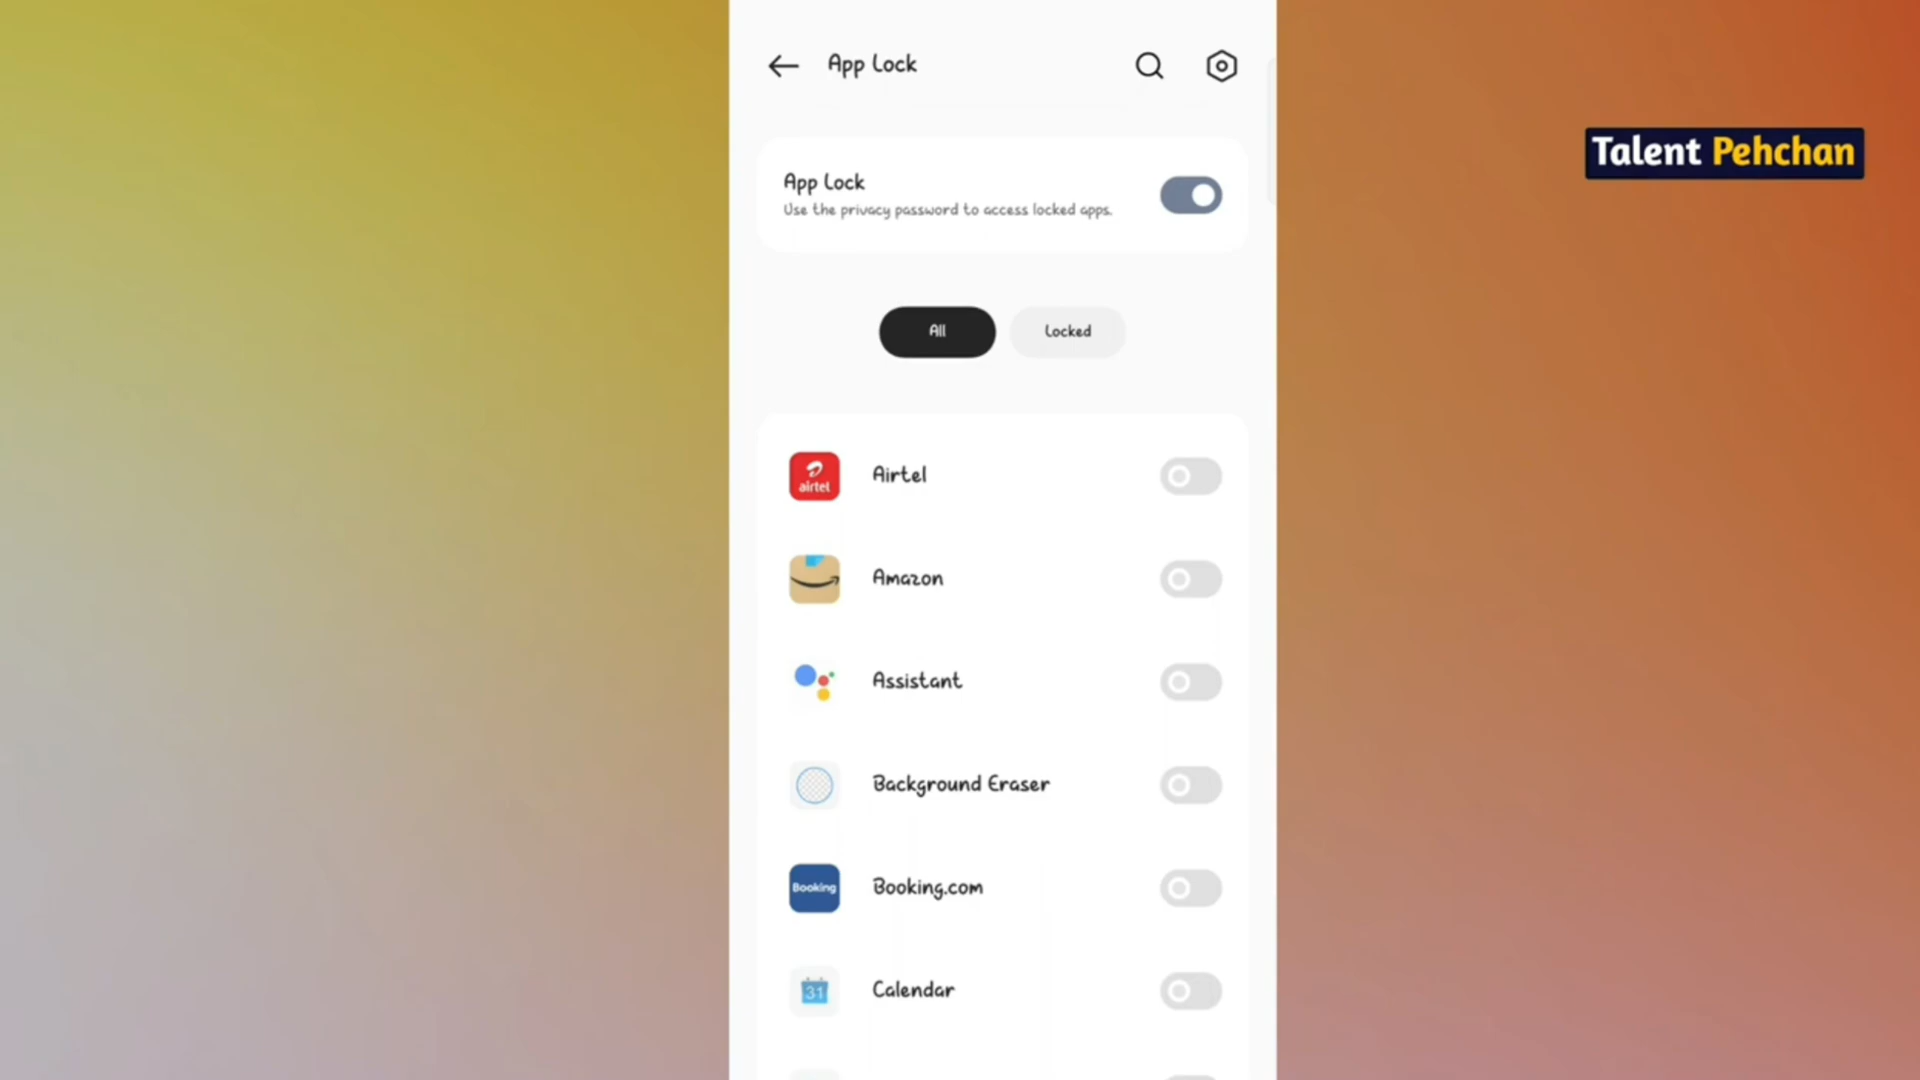 App Lock
Talent Pehchan
App Lock
Use the privacy password to access locked apps.
All
Locked
airtel
Airtel
Amazon
Assistant
Background Eraser
Booking
Booking.com
31
Calendar